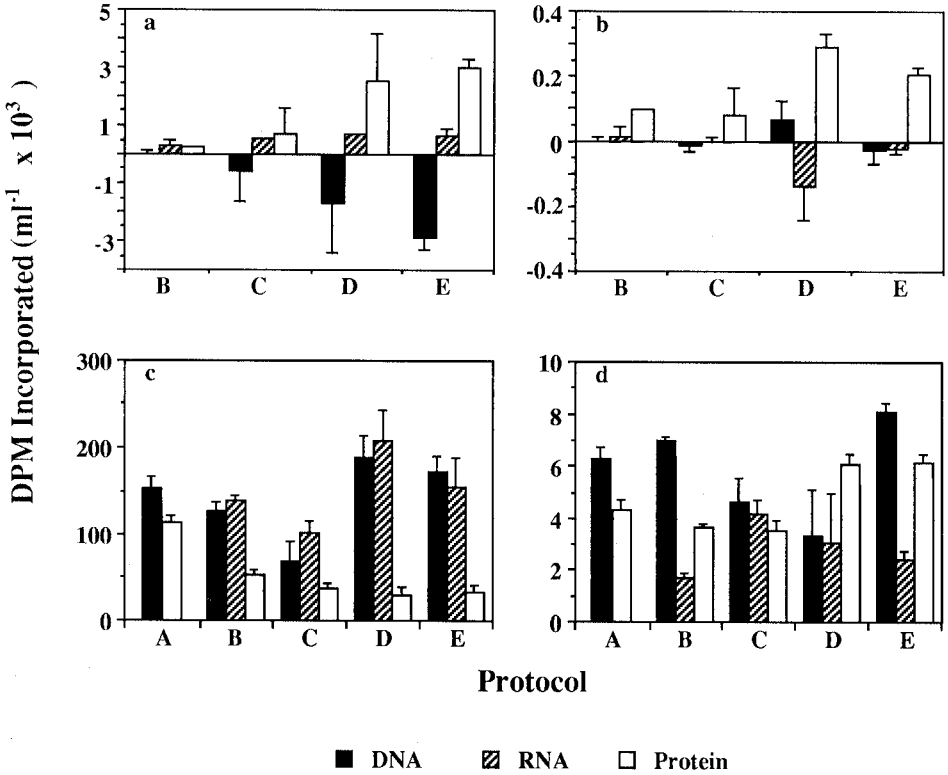 DPM Incorporated (ml⁻¹ x 10³)
a
5
3
1
-1
-3
B C D E
b
0.4
0.2
0
-0.2
-0.4
B C D E
c
300
200
100
0
A B C D E
d
10
8
6
4
2
0
A B C D E
Protocol
DNA RNA Protein